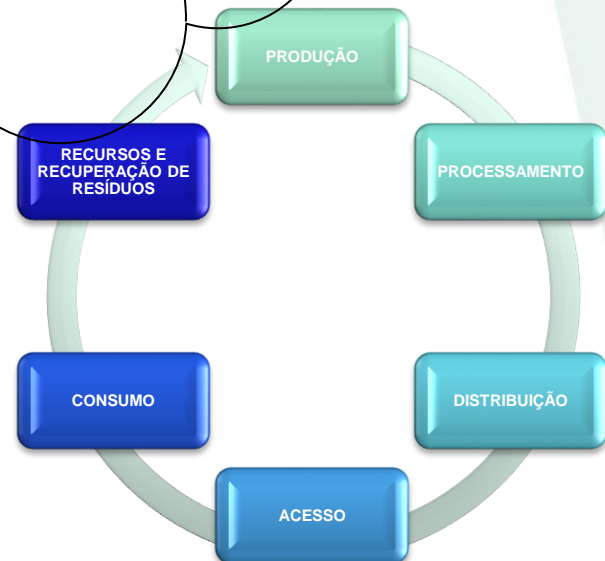 PRODUÇÃO
PROCESSAMENTO
DISTRIBUIÇÃO
ACESSO
CONSUMO
RECURSOS E
RECUPERAÇÃO DE
RESÍDUOS